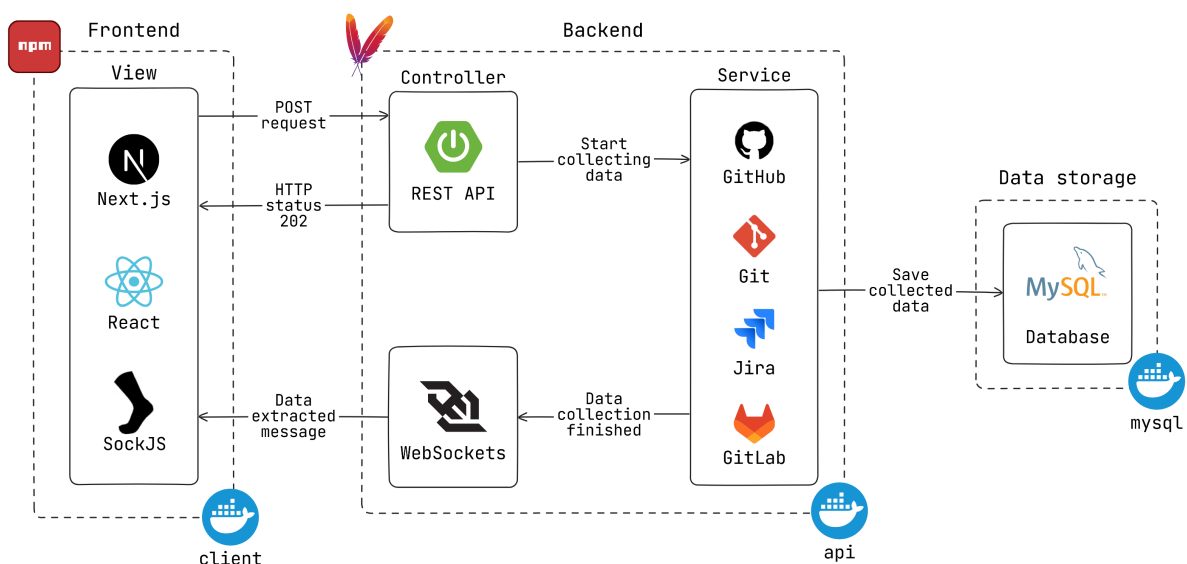 Frontend
Backend
npm
View
Controller
Service
POST
request
Start
collecting
data
GitHub
Next.js
HTTP
status
202
REST API
Data storage
Git
Save
collected
data
MySQL
React
Database
Jira
Data
extracted
message
Data
collection
finished
SockJS
WebSockets
GitLab
mysql
client
api